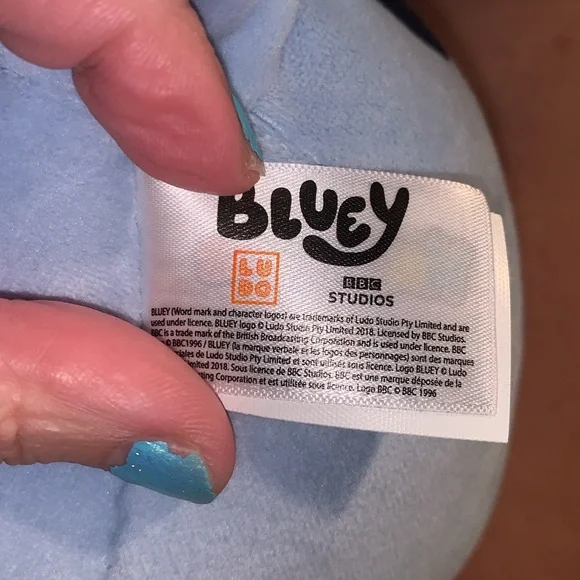 BLUEY
LU
DO
BBC
STUDIOS
BLUEY (Word mark and character logos) are trademarks of Ludo Studio Pty Limited and are
used under licence. BLUEY logo © Ludo Studio Pty Limited 2018. Licensed by BBC Studios.
BBC is a trade mark of the British Broadcasting Corporation and is used under licence. BBC
© BBC1996 / BLUEY (la marque verbale et les logos des personnages) sont des marques
de Ludo Studio Pty Limited et sont utilisés sous licence. Logo BLUEY © Ludo
Limited 2018. Sous licence de BBC Studios. BBC est une marque déposée de la
Corporation et est utilisée sous licence. Logo BBC © BBC 1996